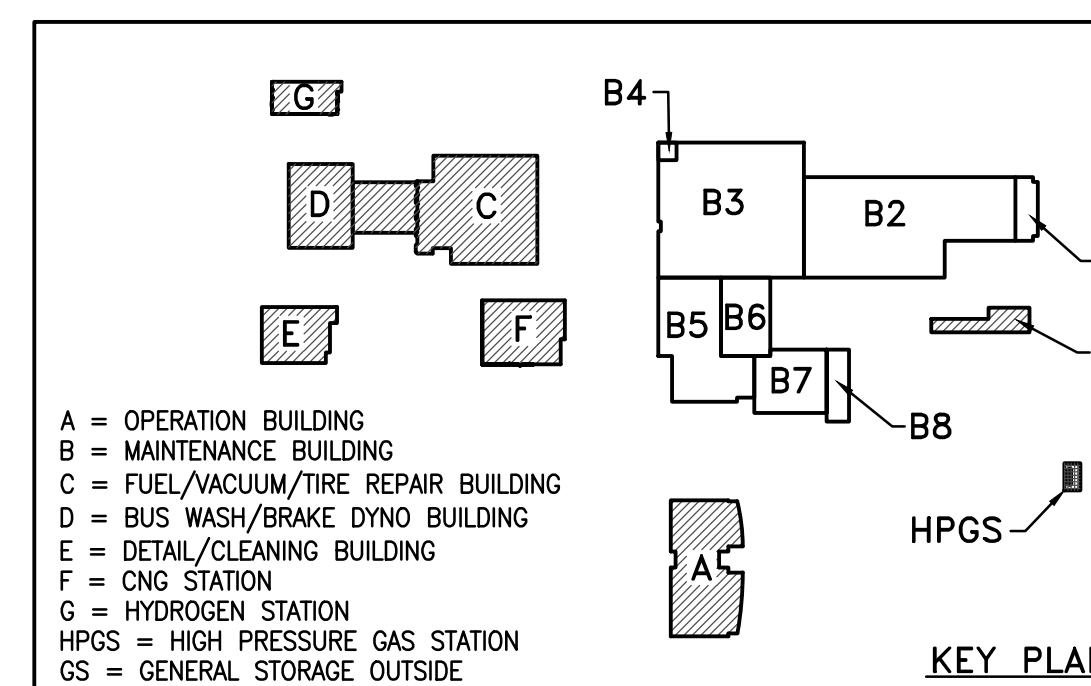 G
B4
D
C
B3
B2
E
F
B5
B6
B7
B8
A = OPERATION BUILDING
B = MAINTENANCE BUILDING
C = FUEL/VACUUM/TIRE REPAIR BUILDING
D = BUS WASH/BRAKE DYNO BUILDING
E = DETAIL/CLEANING BUILDING
F = CNG STATION
G = HYDROGEN STATION
HPGS = HIGH PRESSURE GAS STATION
GS = GENERAL STORAGE OUTSIDE
A
HPGS
KEY